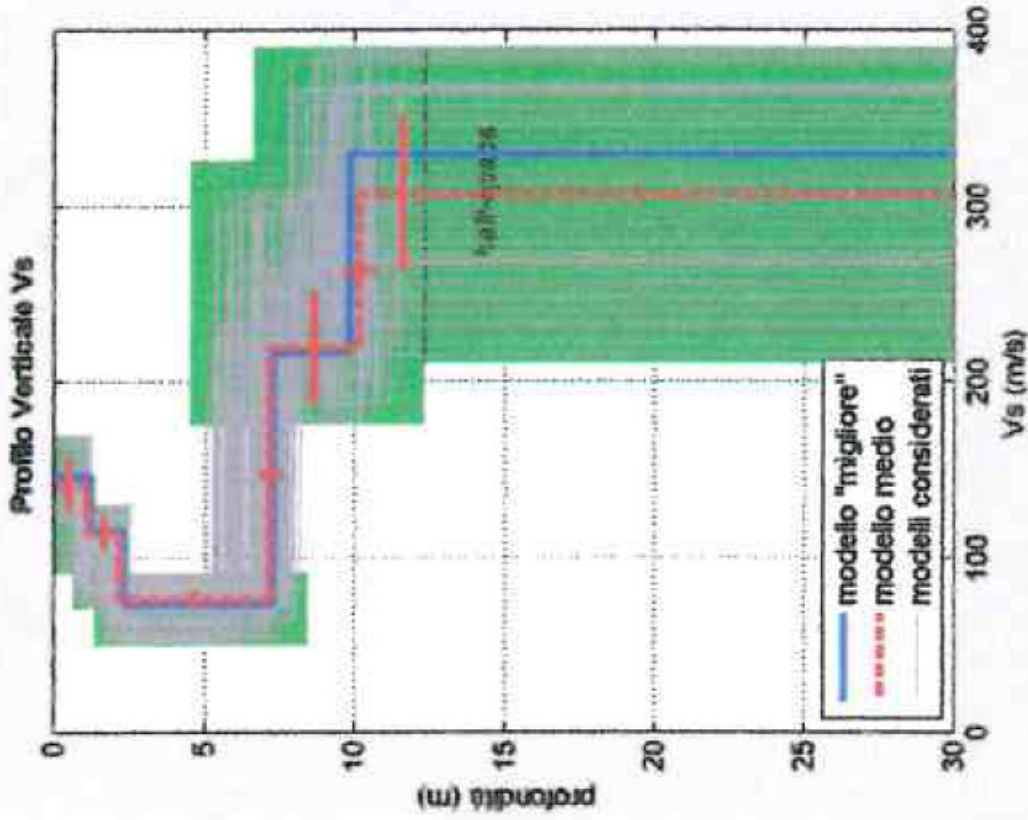 Profilo Verticale Vs
400
300
200
100
0
Vs (m/s)
0
5
10
15
20
25
30
profondità (m)
half-space
modello "migliore"
modello medio
modelli considerati